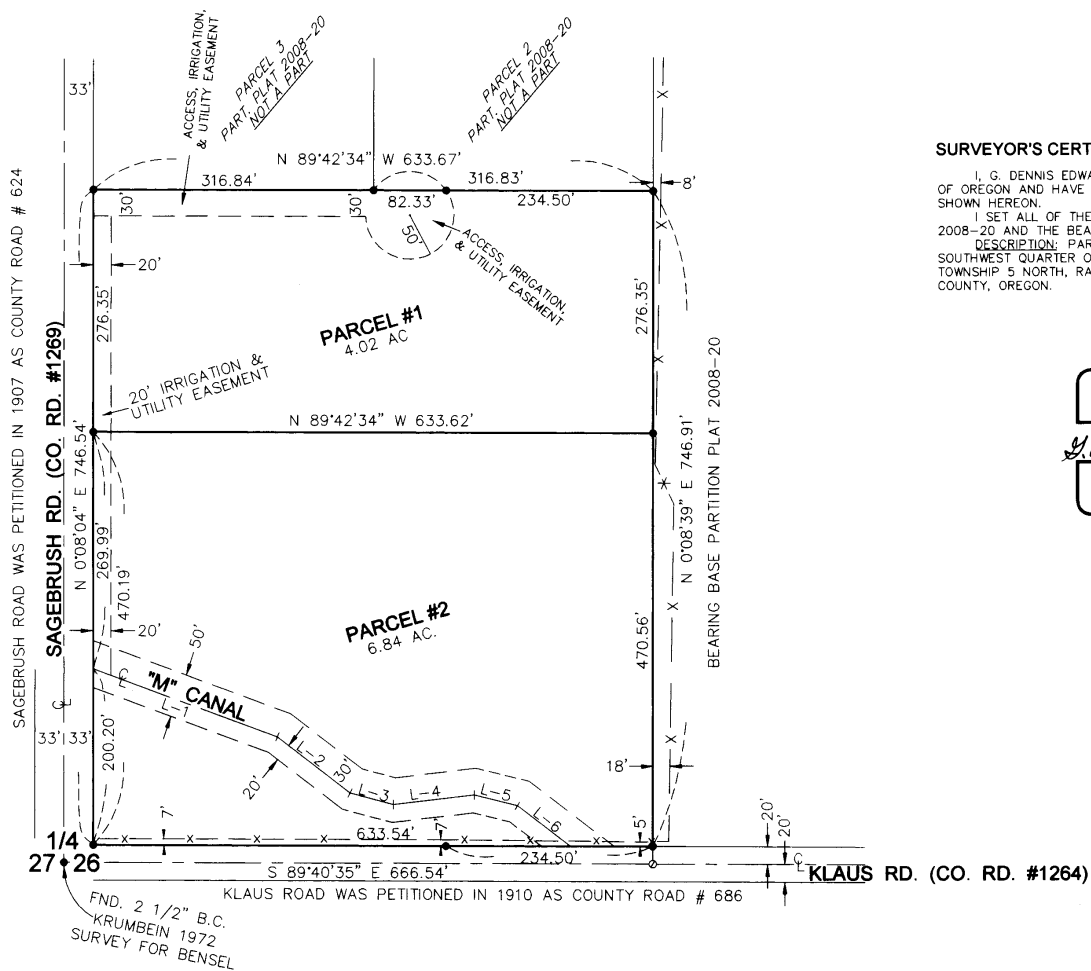 33'
ACCESS, IRRIGATION,
& UTILITY EASEMENT
PARCEL 3
PART. PLAT 2008-20
NOT A PART
PARCEL 2
PART. PLAT 2008-20
NOT A PART
X
N 89°42'34" W 633.67'
316.84'
316.83'
8'
30'
30'
82.33'
234.50'
50'
X
ACCESS, IRRIGATION,
& UTILITY EASEMENT
20'
276.35'
276.35'
PARCEL #1
4.02 AC
X
20' IRRIGATION &
UTILITY EASEMENT
N 89°42'34" W 633.62'
SAGEBRUSH ROAD WAS PETITIONED IN 1907 AS COUNTY ROAD # 624
SAGEBRUSH RD. (CO. RD. #1269)
N 0°08'04" E 746.54'
269.99'
470.19'
N 0°08'39" E 746.91'
BEARING BASE PARTITION PLAT 2008-20
X
X
PARCEL #2
6.84 AC.
20'
470.56'
50'
"M" CANAL
℄
℄
L-1
L-2
30'
L-3
L-4
L-5
L-6
20'
X
33' 33'
200.20'
18'
7'
7'
5'
20'
20'
1/4
X X X X X X X
633.54'
234.50'
27 26
S 89°40'35" E 666.54'
℄
KLAUS RD. (CO. RD. #1264)
KLAUS ROAD WAS PETITIONED IN 1910 AS COUNTY ROAD # 686
FND. 2 1/2" B.C.
KRUMBEIN 1972
SURVEY FOR BENSEL
SURVEYOR'S CERT
I, G. DENNIS EDWA
OF OREGON AND HAVE
SHOWN HEREON.
I SET ALL OF THE
2008-20 AND THE BEA
DESCRIPTION: PAR
SOUTHWEST QUARTER O
TOWNSHIP 5 NORTH, RA
COUNTY, OREGON.